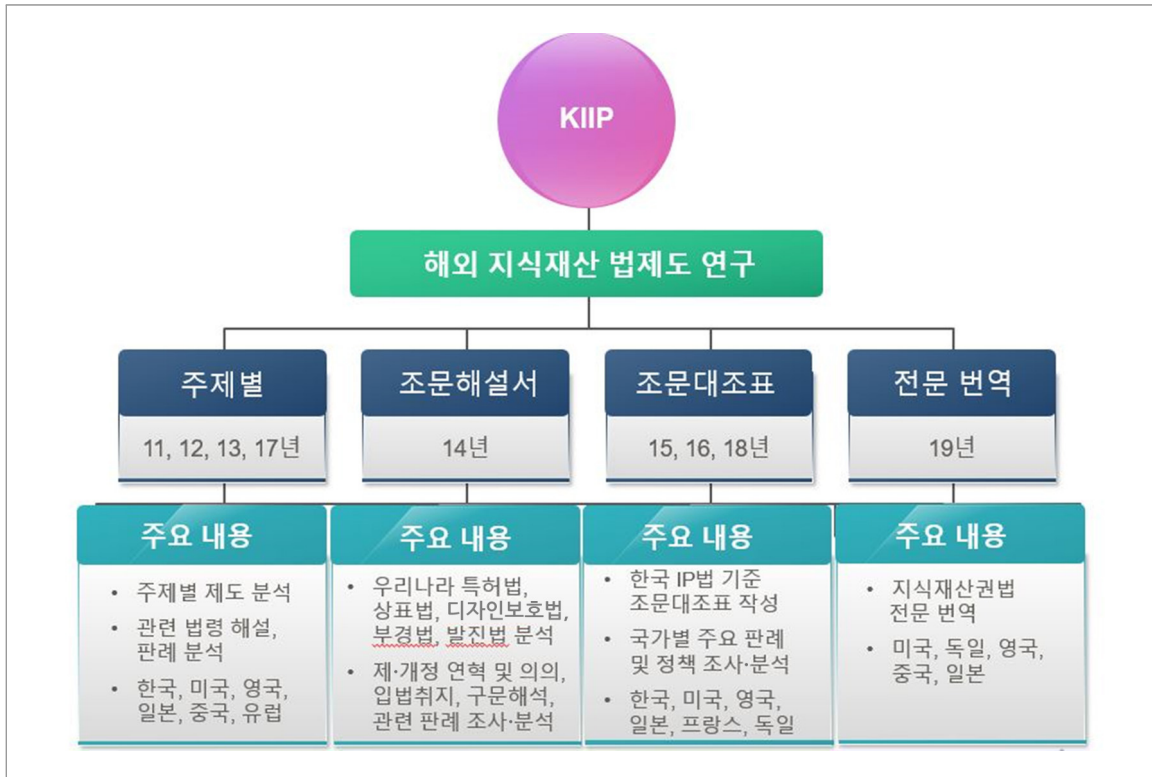 KIIP
해외 지식재산 법제도 연구
주제별
11, 12, 13, 17년
조문해설서
14년
조문대조표
15, 16, 18년
전문 번역
19년
주요 내용
• 주제별 제도 분석
• 관련 법령 해설,
판례 분석
• 한국, 미국, 영국,
일본, 중국, 유럽
주요 내용
• 우리나라 특허법,
상표법, 디자인보호법,
부경법, 발진법 분석
• 제·개정 연혁 및 의의,
입법취지, 구문해석,
관련 판례 조사·분석
주요 내용
• 한국 IP법 기준
조문대조표 작성
• 국가별 주요 판례
및 정책 조사·분석
• 한국, 미국, 영국,
일본, 프랑스, 독일
주요 내용
• 지식재산권법
전문 번역
• 미국, 독일, 영국,
중국, 일본